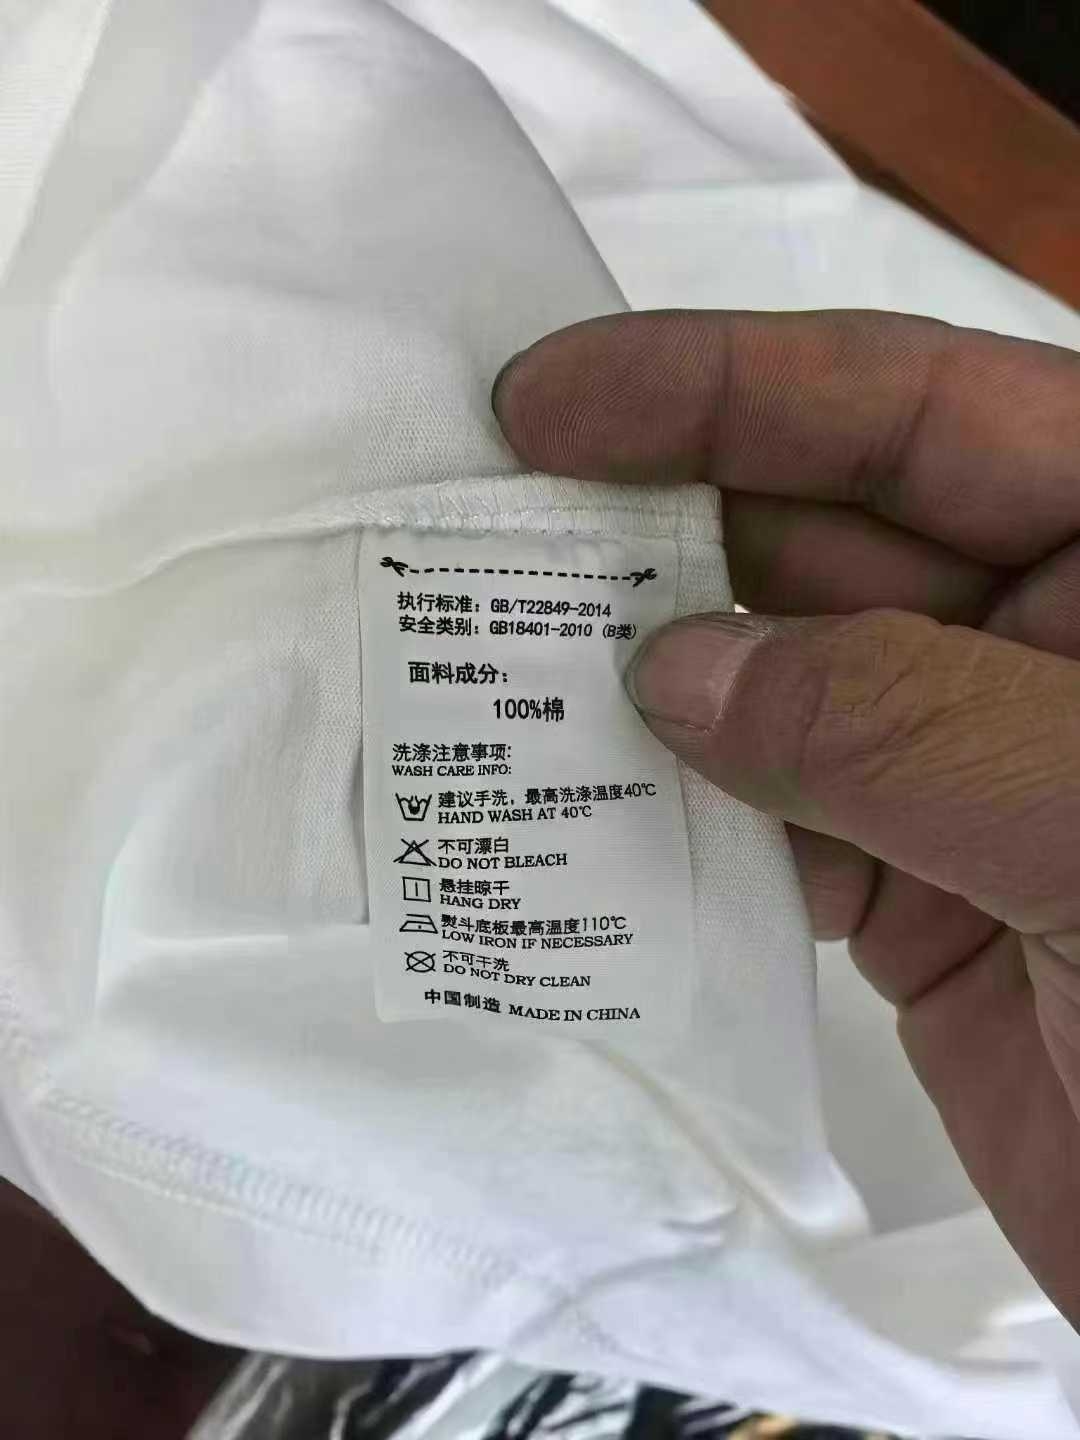 执行标准：GB/T22849-2014
安全类别：GB18401-2010（B类）
面料成分：
100%棉
洗涤注意事项：
WASH CARE INFO:
建议手洗，最高洗涤温度40℃
HAND WASH AT 40℃
不可漂白
DO NOT BLEACH
悬挂晾干
HANG DRY
熨斗底板最高温度110℃
LOW IRON IF NECESSARY
不可干洗
DO NOT DRY CLEAN
中国制造 MADE IN CHINA